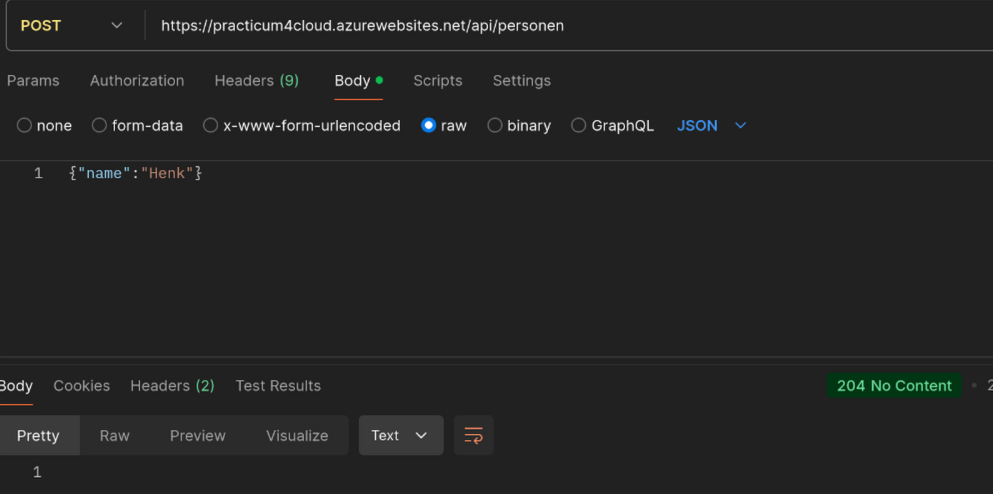 POST https://practicum4cloud.azurewebsites.net/api/personen
Params Authorization Headers (9) Body Scripts Settings
none form-data x-www-form-urlencoded raw binary GraphQL JSON
1 {"name":"Henk"}
Body Cookies Headers (2) Test Results 204 No Content
Pretty Raw Preview Visualize Text
1